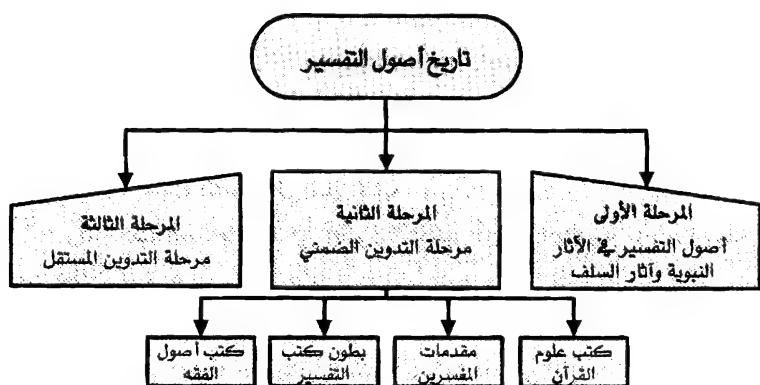 تاريخ أصول التفسير
المرحلة الأولى
أصول التفسير في الآثار
النبوية وآثار السلف
المرحلة الثانية
مرحلة التدوين الضمني
المرحلة الثالثة
مرحلة التدوين المستقل
كتب علوم
القرآن
مقدمات
المفسرين
بطون كتب
التفسير
كتب أصول
الفقه